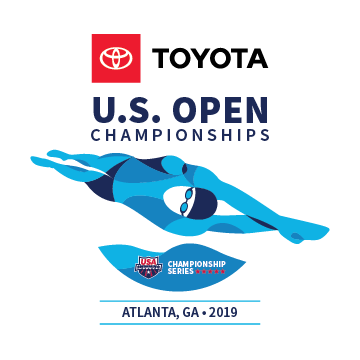 TOYOTA
U.S. OPEN
CHAMPIONSHIPS
USA
CHAMPIONSHIP
SERIES
ATLANTA, GA • 2019